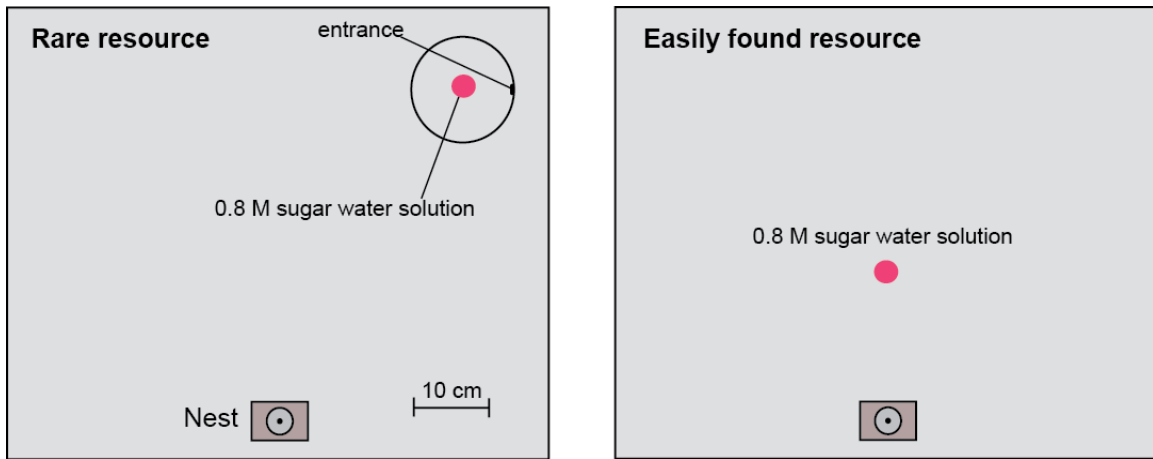 Rare resource
entrance
0.8 M sugar water solution
10 cm
Nest
Easily found resource
0.8 M sugar water solution